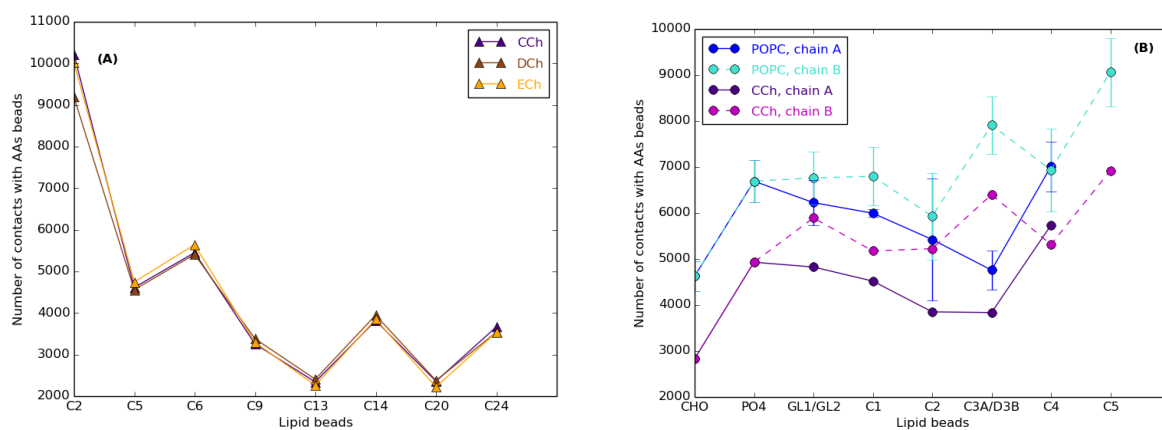 11000
10000
9000
8000
7000
6000
5000
4000
3000
2000
Number of contacts with AAs beads
(A)
CCh
DCh
ECh
C2 C5 C6 C9 C13 C14 C20 C24
Lipid beads
10000
9000
8000
7000
6000
5000
4000
3000
2000
Number of contacts with AAs beads
POPC, chain A
POPC, chain B
CCh, chain A
CCh, chain B
(B)
CHO PO4 GL1/GL2 C1 C2 C3A/D3B C4 C5
Lipid beads